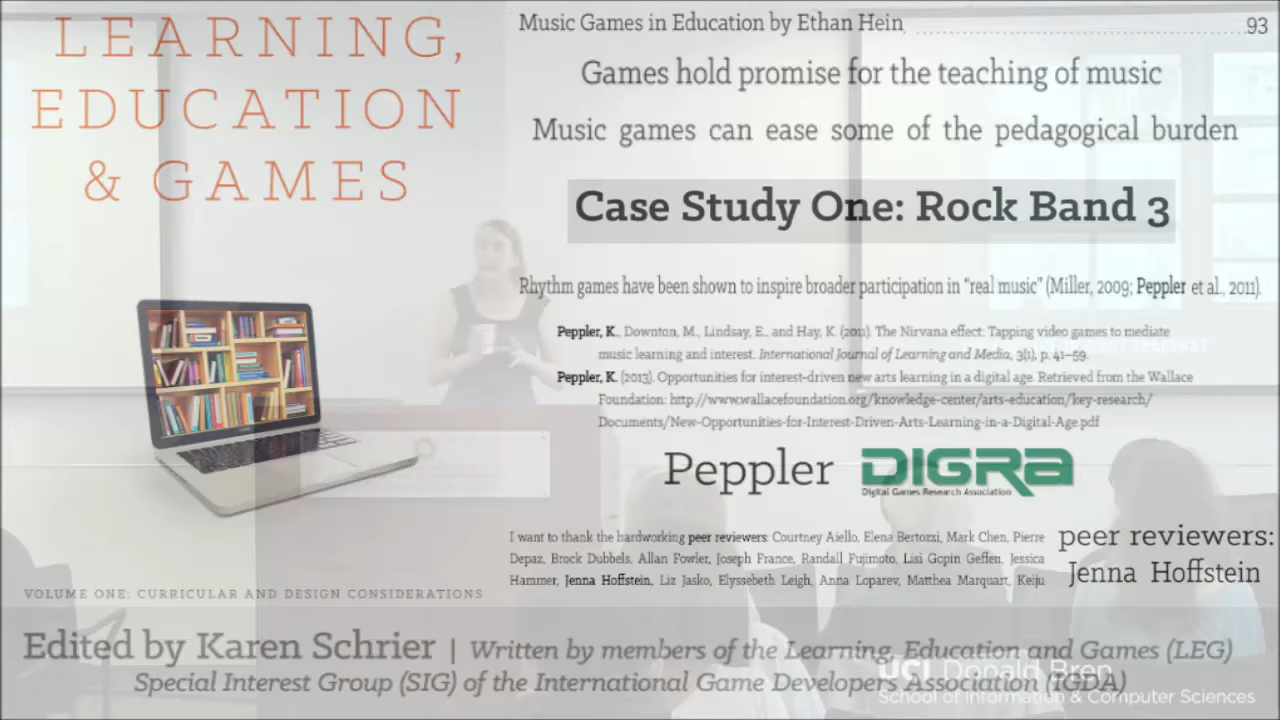 LEARNING,
EDUCATION
& GAMES
VOLUME ONE: CURRICULAR AND DESIGN CONSIDERATIONS
Music Games in Education by Ethan Hein 93
Games hold promise for the teaching of music
Music games can ease some of the pedagogical burden
Case Study One: Rock Band 3
Rhythm games have been shown to inspire broader participation in "real music" (Miller, 2009; Peppler et al., 2011).
Peppler, K., Downton, M., Lindsay, E., and Hay, K. (2011). The Nirvana effect: Tapping video games to mediate
music learning and interest. International Journal of Learning and Media, 3(1), p. 41–59.
Peppler, K. (2013). Opportunities for interest-driven new arts learning in a digital age. Retrieved from the Wallace
Foundation: http://www.wallacefoundation.org/knowledge-center/arts-education/key-research/
Documents/New-Opportunities-for-Interest-Driven-Arts-Learning-in-a-Digital-Age.pdf
Peppler DIGRA
Digital Games Research Association
I want to thank the hardworking peer reviewers: Courtney Aiello, Elena Bertozzi, Mark Chen, Pierre
Depaz, Brock Dubbels, Allan Fowler, Joseph France, Randall Fujimoto, Lisi Gopin Geffen, Jessica
Hammer, Jenna Hoffstein, Liz Jasko, Elyssebeth Leigh, Anna Loparev, Matthea Marquart, Keiju
peer reviewers:
Jenna Hoffstein
Edited by Karen Schrier | Written by members of the Learning, Education and Games (LEG)
Special Interest Group (SIG) of the International Game Developers Association (IGDA)
UCI Donald Bren
School of Information & Computer Sciences